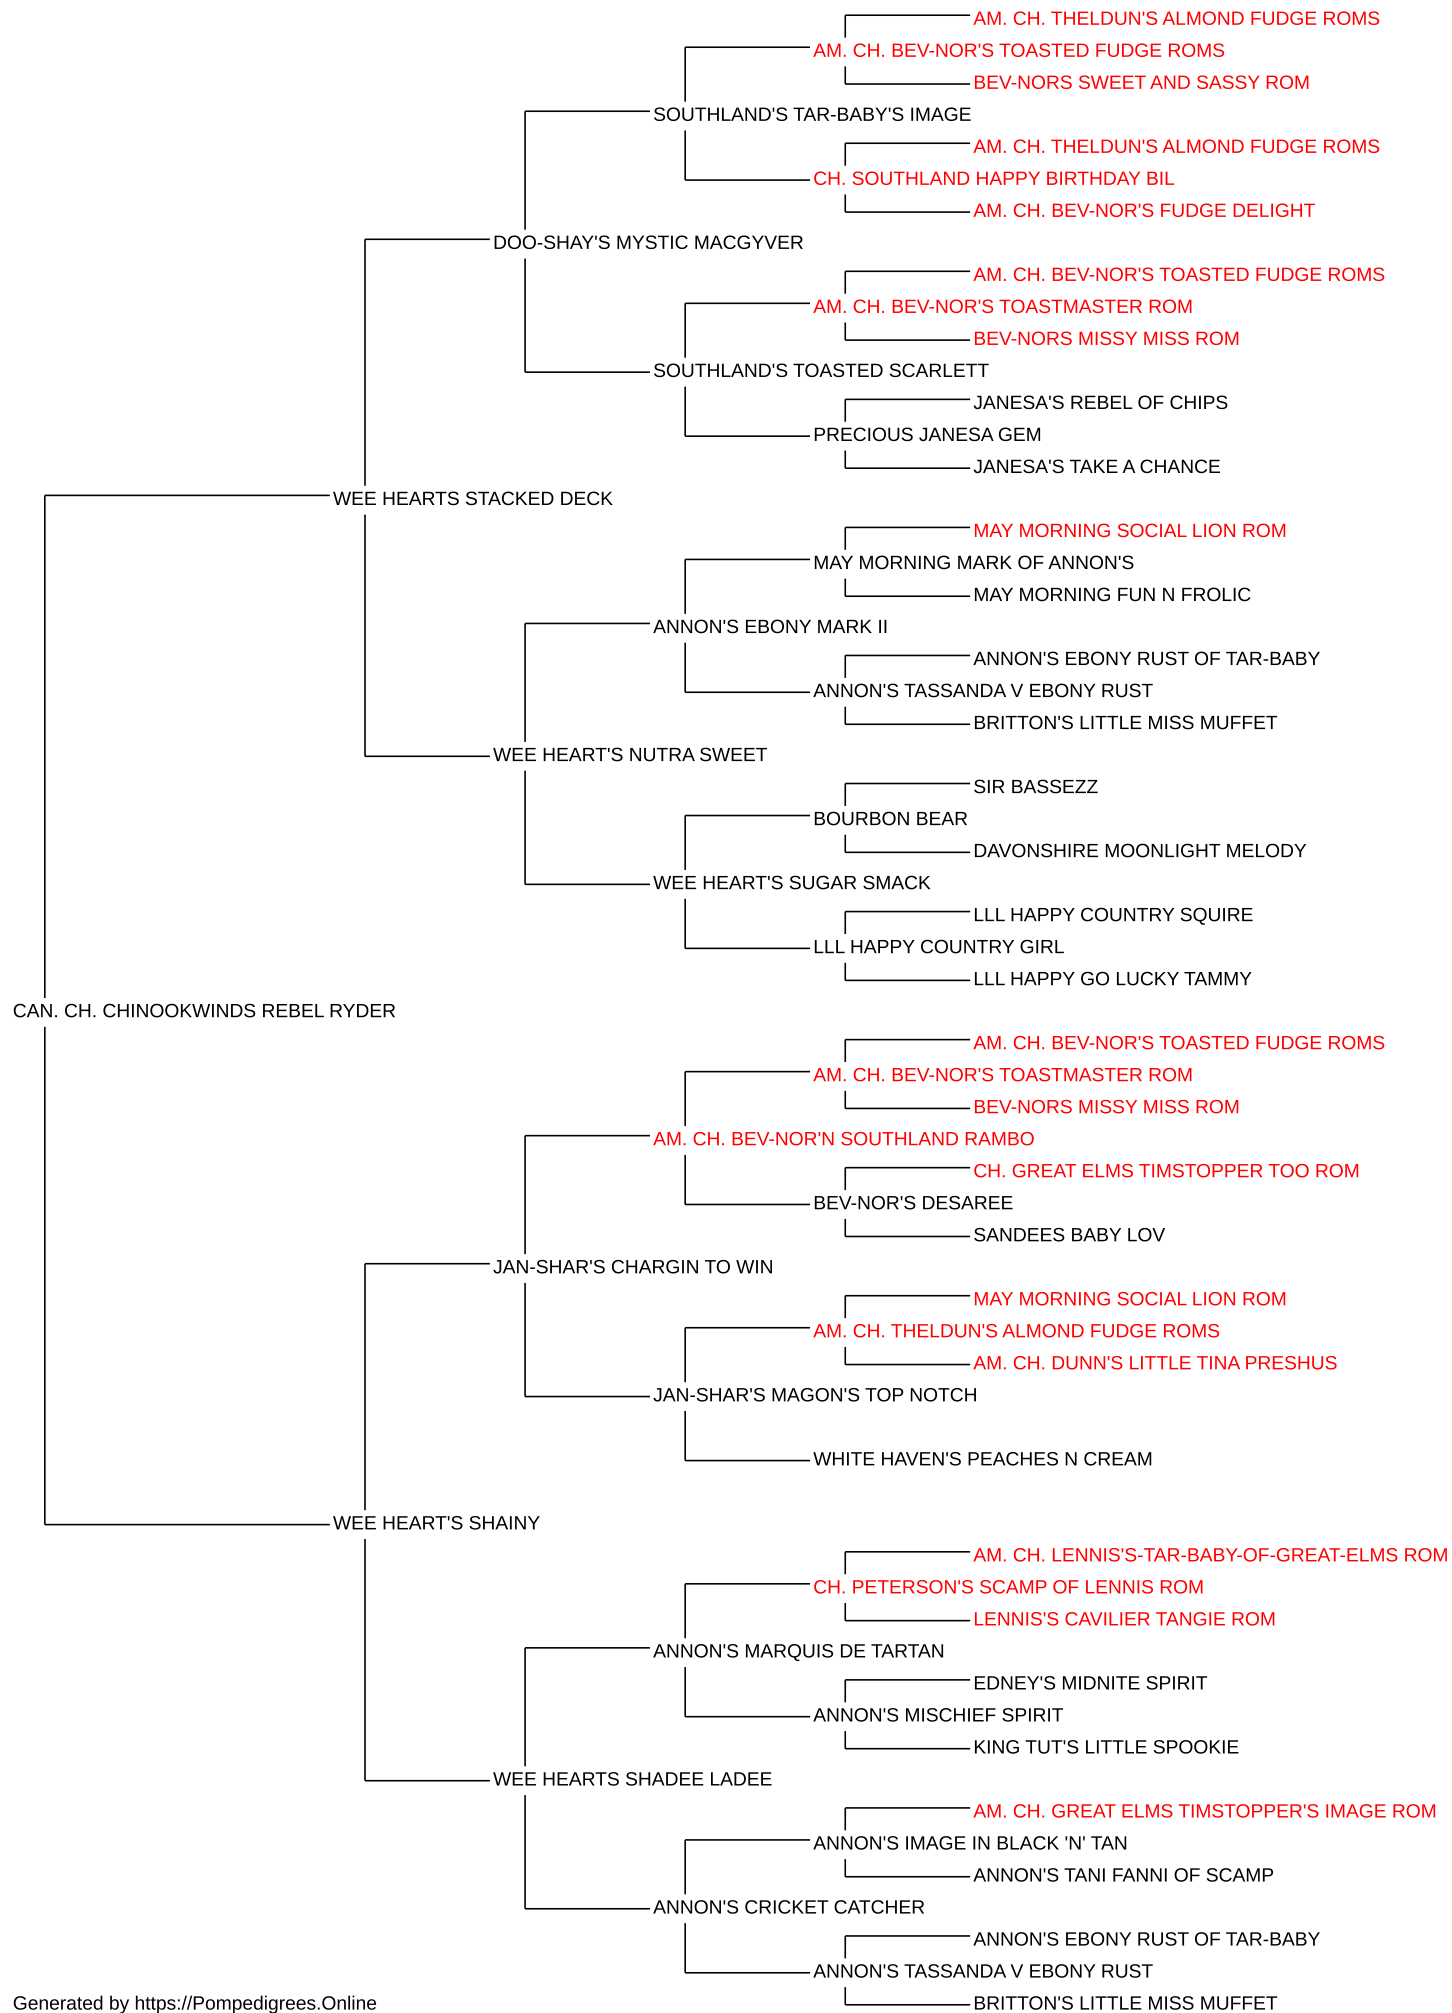 AM. CH. THELDUN'S ALMOND FUDGE ROMS
AM. CH. BEV-NOR'S TOASTED FUDGE ROMS
BEV-NORS SWEET AND SASSY ROM
SOUTHLAND'S TAR-BABY'S IMAGE
AM. CH. THELDUN'S ALMOND FUDGE ROMS
CH. SOUTHLAND HAPPY BIRTHDAY BIL
AM. CH. BEV-NOR'S FUDGE DELIGHT
DOO-SHAY'S MYSTIC MACGYVER
AM. CH. BEV-NOR'S TOASTED FUDGE ROMS
AM. CH. BEV-NOR'S TOASTMASTER ROM
BEV-NORS MISSY MISS ROM
SOUTHLAND'S TOASTED SCARLETT
JANESA'S REBEL OF CHIPS
PRECIOUS JANESA GEM
JANESA'S TAKE A CHANCE
WEE HEARTS STACKED DECK
MAY MORNING SOCIAL LION ROM
MAY MORNING MARK OF ANNON'S
MAY MORNING FUN N FROLIC
ANNON'S EBONY MARK II
ANNON'S EBONY RUST OF TAR-BABY
ANNON'S TASSANDA V EBONY RUST
BRITTON'S LITTLE MISS MUFFET
WEE HEART'S NUTRA SWEET
SIR BASSEZZ
BOURBON BEAR
DAVONSHIRE MOONLIGHT MELODY
WEE HEART'S SUGAR SMACK
LLL HAPPY COUNTRY SQUIRE
LLL HAPPY COUNTRY GIRL
LLL HAPPY GO LUCKY TAMMY
CAN. CH. CHINOOKWINDS REBEL RYDER
AM. CH. BEV-NOR'S TOASTED FUDGE ROMS
AM. CH. BEV-NOR'S TOASTMASTER ROM
BEV-NORS MISSY MISS ROM
AM. CH. BEV-NOR'N SOUTHLAND RAMBO
CH. GREAT ELMS TIMSTOPPER TOO ROM
BEV-NOR'S DESAREE
SANDEES BABY LOV
JAN-SHAR'S CHARGIN TO WIN
MAY MORNING SOCIAL LION ROM
AM. CH. THELDUN'S ALMOND FUDGE ROMS
AM. CH. DUNN'S LITTLE TINA PRESHUS
JAN-SHAR'S MAGON'S TOP NOTCH
WHITE HAVEN'S PEACHES N CREAM
WEE HEART'S SHAINY
AM. CH. LENNIS'S-TAR-BABY-OF-GREAT-ELMS ROM
CH. PETERSON'S SCAMP OF LENNIS ROM
LENNIS'S CAVILIER TANGIE ROM
ANNON'S MARQUIS DE TARTAN
EDNEY'S MIDNITE SPIRIT
ANNON'S MISCHIEF SPIRIT
KING TUT'S LITTLE SPOOKIE
WEE HEARTS SHADEE LADEE
AM. CH. GREAT ELMS TIMSTOPPER'S IMAGE ROM
ANNON'S IMAGE IN BLACK 'N' TAN
ANNON'S TANI FANNI OF SCAMP
ANNON'S CRICKET CATCHER
ANNON'S EBONY RUST OF TAR-BABY
ANNON'S TASSANDA V EBONY RUST
BRITTON'S LITTLE MISS MUFFET
Generated by https://Pompedigrees.Online